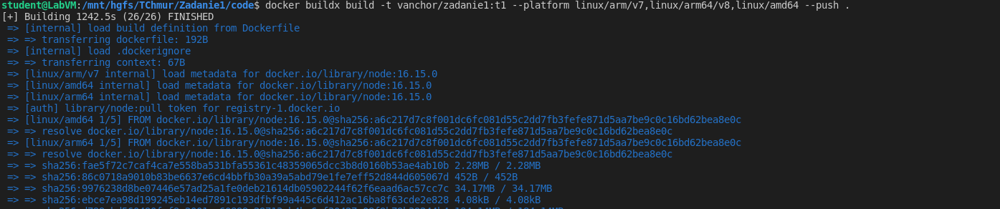 student@LabVM:/mnt/hgfs/TChmur/Zadanie1/code$ docker buildx build -t vanchor/zadanie1:t1 --platform linux/arm/v7,linux/arm64/v8,linux/amd64 --push .
[+] Building 1242.5s (26/26) FINISHED
=> [internal] load build definition from Dockerfile
=> => transferring dockerfile: 192B
=> [internal] load .dockerignore
=> => transferring context: 67B
=> [linux/arm/v7 internal] load metadata for docker.io/library/node:16.15.0
=> [linux/amd64 internal] load metadata for docker.io/library/node:16.15.0
=> [linux/arm64 internal] load metadata for docker.io/library/node:16.15.0
=> [auth] library/node:pull token for registry-1.docker.io
=> [linux/amd64 1/5] FROM docker.io/library/node:16.15.0@sha256:a6c217d7c8f001dc6fc081d55c2dd7fb3fefe871d5aa7be9c0c16bd62bea8e0c
=> => resolve docker.io/library/node:16.15.0@sha256:a6c217d7c8f001dc6fc081d55c2dd7fb3fefe871d5aa7be9c0c16bd62bea8e0c
=> [linux/arm64 1/5] FROM docker.io/library/node:16.15.0@sha256:a6c217d7c8f001dc6fc081d55c2dd7fb3fefe871d5aa7be9c0c16bd62bea8e0c
=> => resolve docker.io/library/node:16.15.0@sha256:a6c217d7c8f001dc6fc081d55c2dd7fb3fefe871d5aa7be9c0c16bd62bea8e0c
=> => sha256:fae5f72c7caf4ca7e558ba531bfa55361c48359065dcc3b8d0160b53ae4ab10b 2.28MB / 2.28MB
=> => sha256:86c0718a9010b83be6637e6cd4bbfb30a39a5abd79e1fe7eff52d844d605067d 452B / 452B
=> => sha256:9976238d8be07446e57ad25a1fe0deb21614db05902244f62f6eaad6ac57cc7c 34.17MB / 34.17MB
=> => sha256:ebce7ea98d199245eb14ed7891c193dfbf99a445c6d412ac16ba8f63cde2e828 4.08kB / 4.08kB